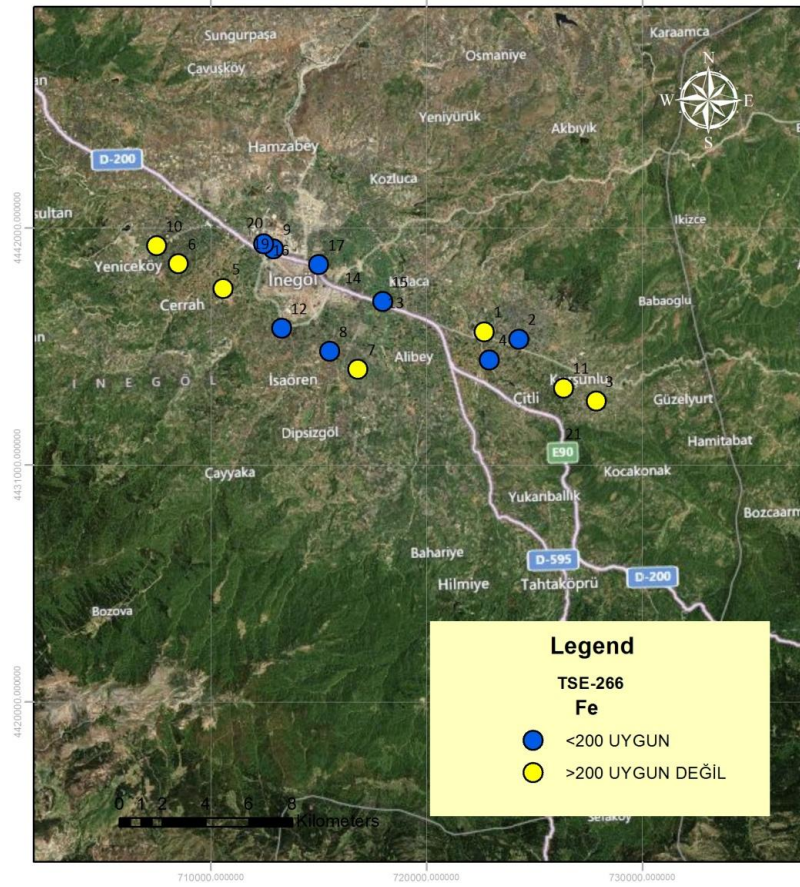 Sungurpaşa
Karaamca
Osmaniye
Çavuşköy
N
W E
S
Yeniyürük
Akbıyık
Hamzabey
D-200
Kozluca
sultan
İkizce
4442000.000000
10
20
9
6
19
17
Yeniceköy
İnegöl
14
5
Cerrah
Babaoglu
12
13
1
2
8
4
7
Alibey
İsaören
11
3
İNEGÖL
Çitli
Güzelyurt
Dipsizgöl
21
Hamitabat
E90
4431000.000000
Çayyaka
Kocakonak
Yukarıballık
Bozcaarm
Bahariye
D-595
Hilmiye
Tahtaköprü
D-200
Bozova
Legend
TSE-266
Fe
<200 UYGUN
>200 UYGUN DEĞİL
4420000.000000
0 1 2 4 6 8
Kilometers
710000.000000
720000.000000
730000.000000